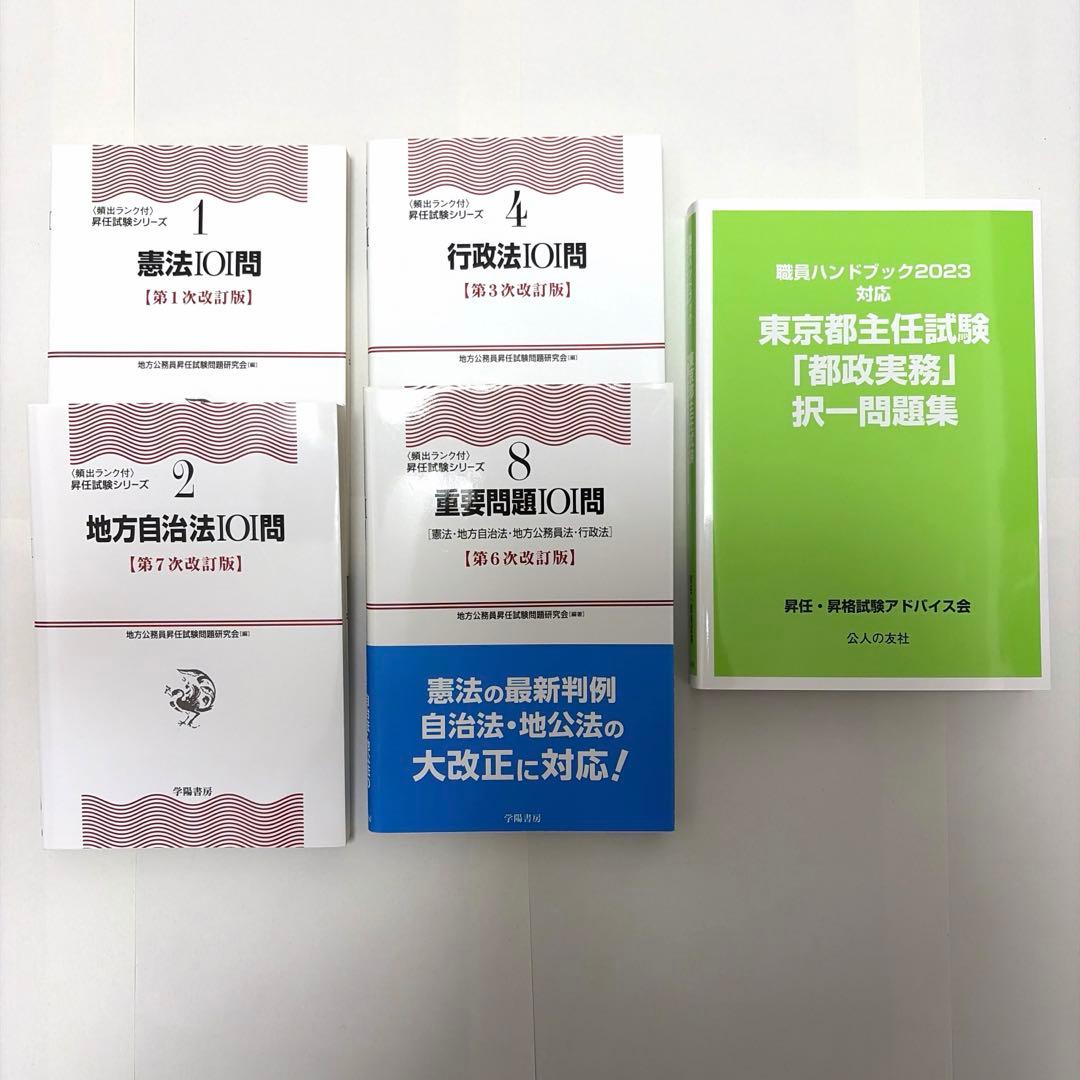 〈頻出ランク付〉
昇任試験シリーズ 1
憲法101問
【第1次改訂版】
地方公務員昇任試験問題研究会[編]
〈頻出ランク付〉
昇任試験シリーズ 4
行政法101問
【第3次改訂版】
地方公務員昇任試験問題研究会[編]
〈頻出ランク付〉
昇任試験シリーズ 2
地方自治法101問
【第7次改訂版】
地方公務員昇任試験問題研究会[編]
学陽書房
〈頻出ランク付〉
昇任試験シリーズ 8
重要問題101問
[憲法・地方自治法・地方公務員法・行政法]
【第6次改訂版】
地方公務員昇任試験問題研究会[編著]
憲法の最新判例
自治法・地公法の
大改正に対応!
学陽書房
職員ハンドブック2023
対応
東京都主任試験
「都政実務」
択一問題集
昇任・昇格試験アドバイス会
公人の友社